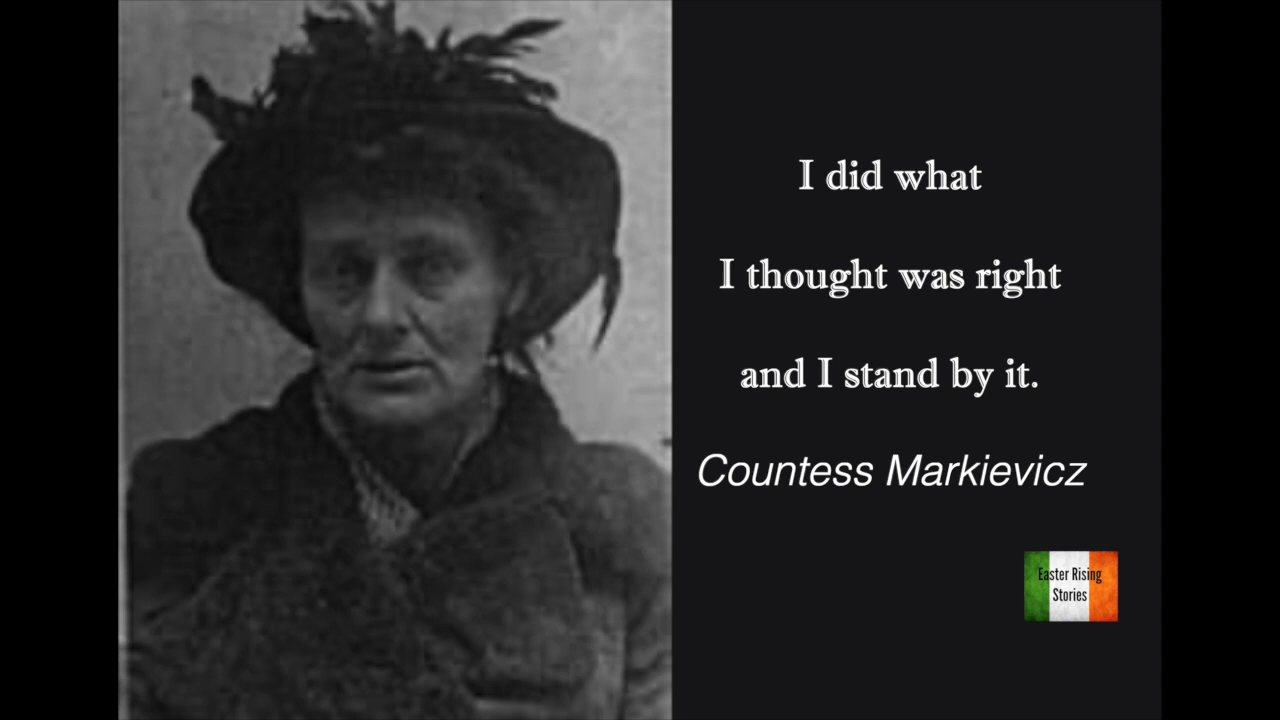 I did what
I thought was right
and I stand by it.
Countess Markievicz
Easter Rising
Stories